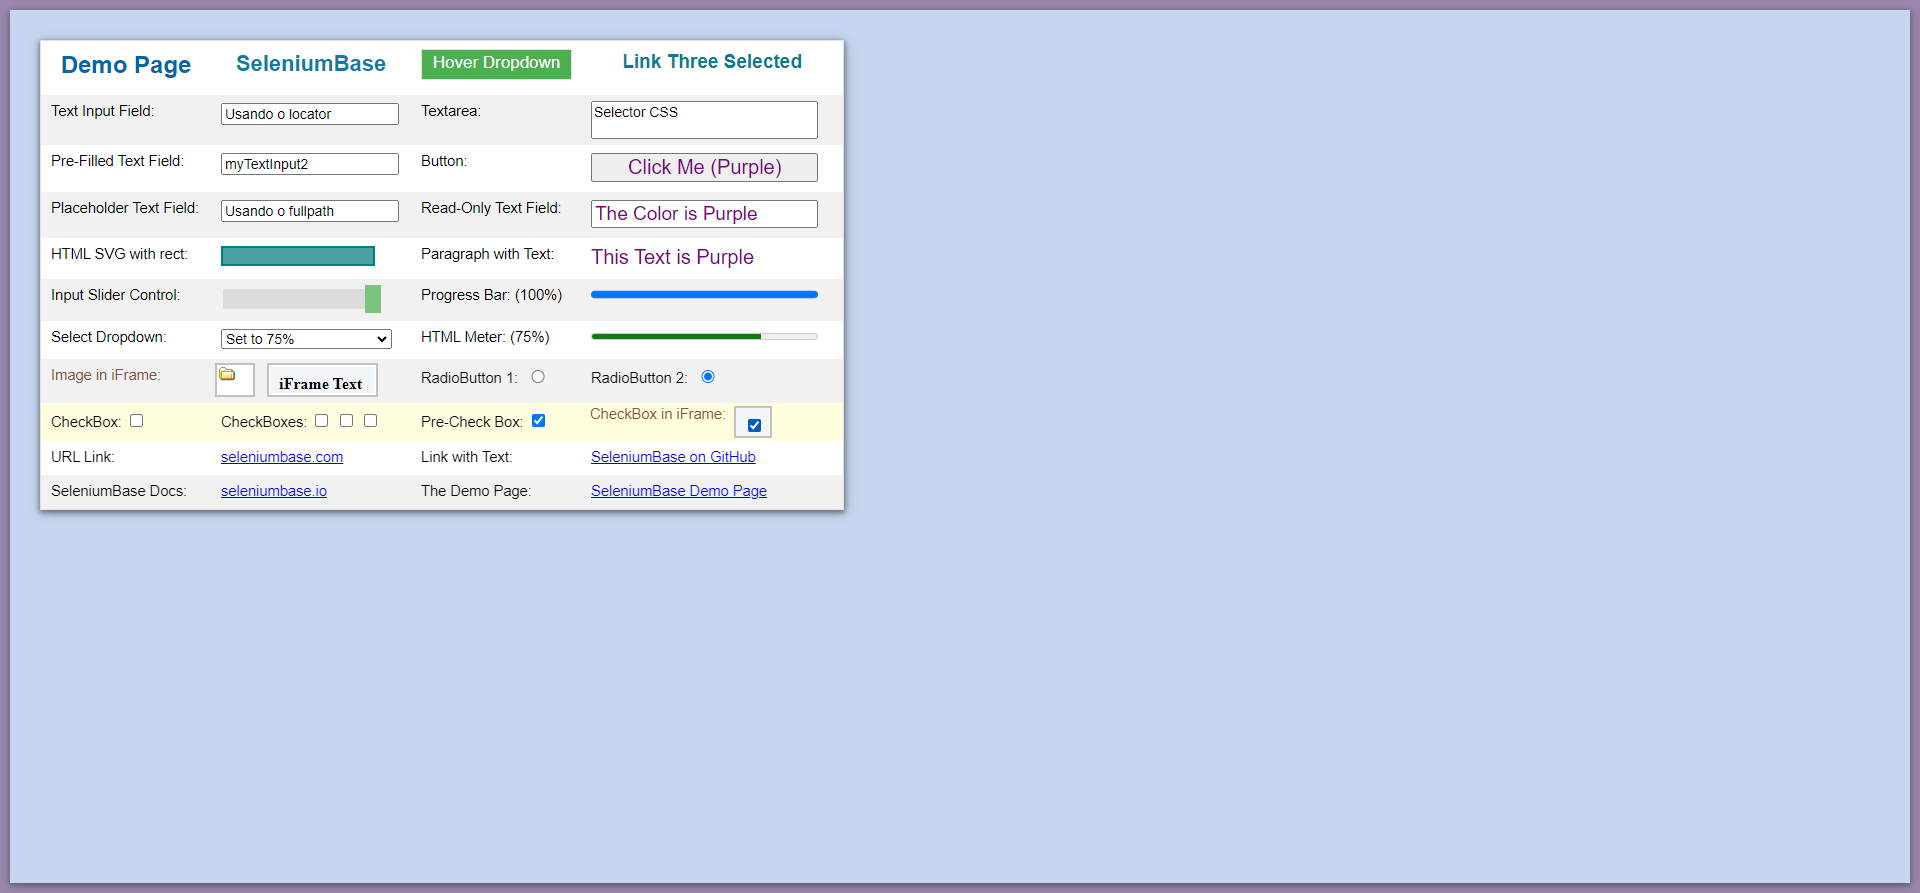 Demo Page SeleniumBase Hover Dropdown Link Three Selected
Text Input Field: Usando o locator Textarea: Selector CSS
Pre-Filled Text Field: myTextInput2 Button: Click Me (Purple)
Placeholder Text Field: Usando o fullpath Read-Only Text Field: The Color is Purple
HTML SVG with rect: Paragraph with Text: This Text is Purple
Input Slider Control: Progress Bar: (100%)
Select Dropdown: Set to 75% HTML Meter: (75%)
Image in iFrame: iFrame Text RadioButton 1: RadioButton 2:
CheckBox: CheckBoxes: Pre-Check Box: CheckBox in iFrame:
URL Link: seleniumbase.com Link with Text: SeleniumBase on GitHub
SeleniumBase Docs: seleniumbase.io The Demo Page: SeleniumBase Demo Page